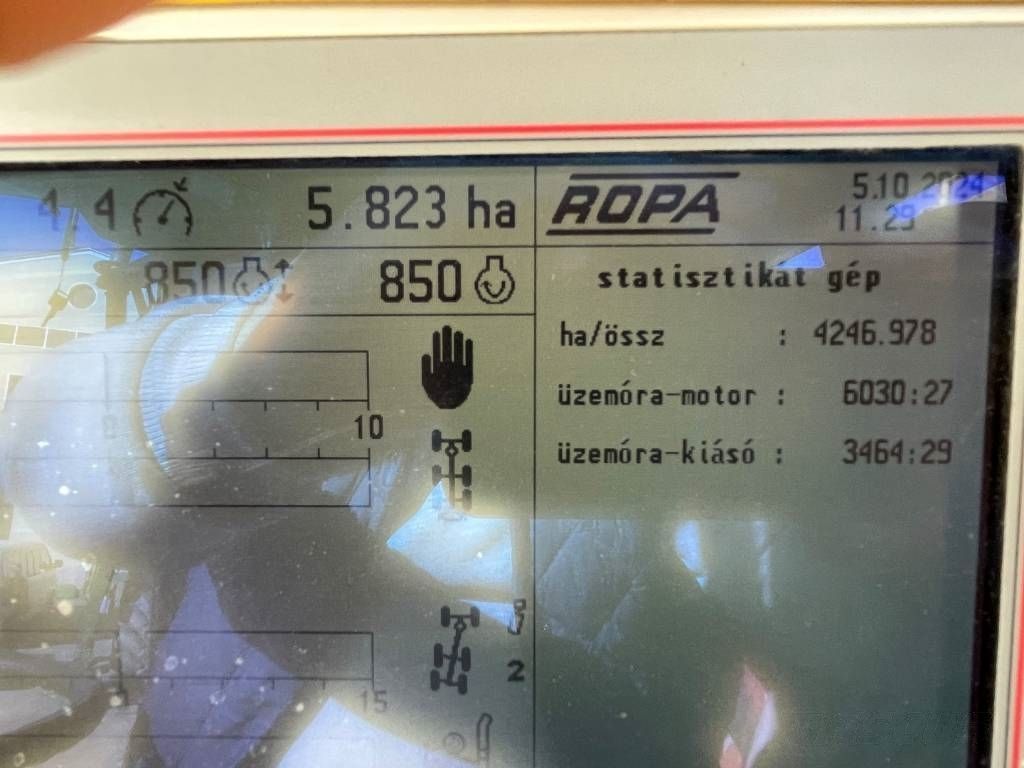 4.4
5.823 ha
ROPA
5.10 2024
11.29
850
850
statisztikát gép
ha/össz : 4246.978
üzemóra-motor : 6030:27
üzemóra-kiásó : 3464:29
10
2
15